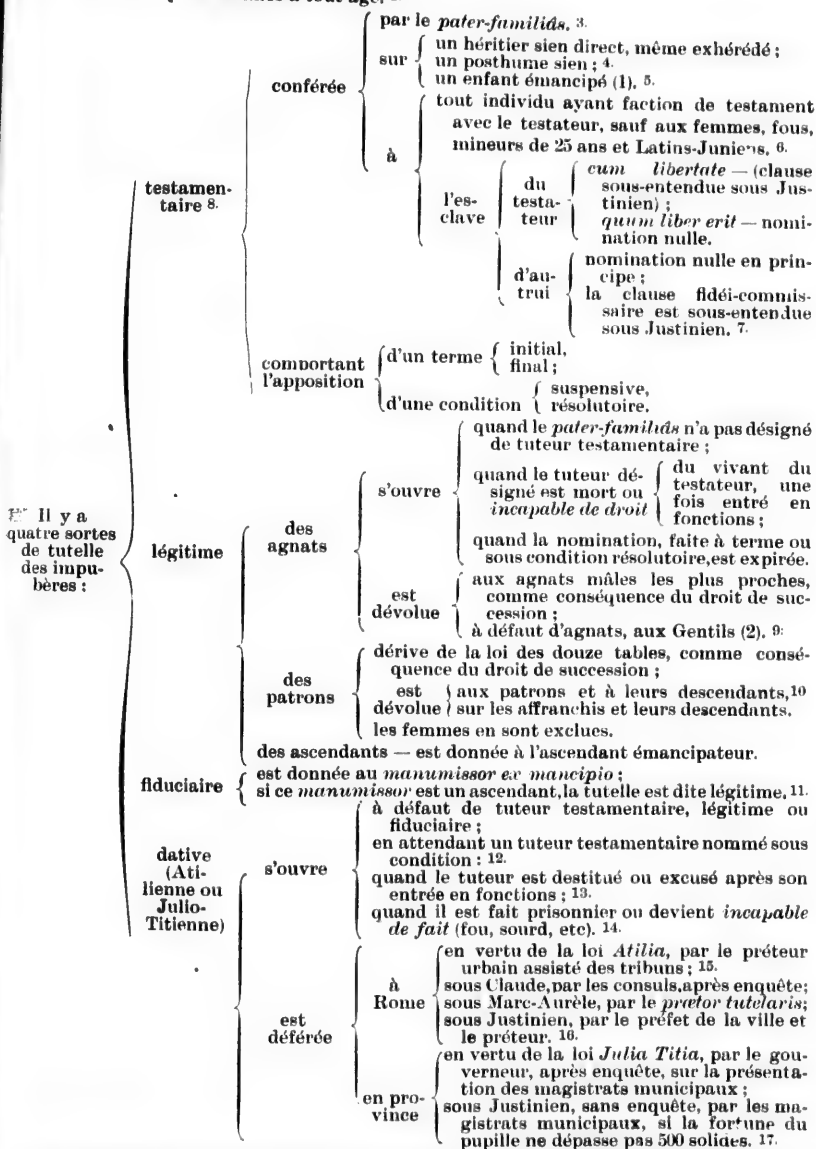 par le pater-familiâs. 3.
conférée
sur
un héritier sien direct, même exhérédé ;
un posthume sien ; 4.
un enfant émancipé (1). 5.
à
tout individu ayant faction de testament
avec le testateur, sauf aux femmes, fous,
mineurs de 25 ans et Latins-Juniens. 6.
l'es-
clave
du
testa-
teur
cum libertate — (clause
sous-entendue sous Jus-
tinien) ;
quum liber erit — nomi-
nation nulle.
d'au-
trui
nomination nulle en prin-
cipe ;
la clause fidéi-commis-
saire est sous-entendue
sous Justinien. 7.
testamen-
taire 8.
comportant
l'apposition
d'un terme
initial,
final ;
d'une condition
suspensive,
résolutoire.
Il y a
quatre sortes
de tutelle
des impu-
bères :
légitime
des
agnats
s'ouvre
quand le pater-familiâs n'a pas désigné
de tuteur testamentaire ;
quand le tuteur dé-
signé est mort ou
incapable de droit
du vivant du
testateur, une
fois entré en
fonctions ;
quand la nomination, faite à terme ou
sous condition résolutoire, est expirée.
est
dévolue
aux agnats mâles les plus proches,
comme conséquence du droit de suc-
cession ;
à défaut d'agnats, aux Gentils (2). 9.
des
patrons
dérive de la loi des douze tables, comme consé-
quence du droit de succession ;
est
dévolue
aux patrons et à leurs descendants, 10
sur les affranchis et leurs descendants.
les femmes en sont exclues.
des ascendants — est donnée à l'ascendant émancipateur.
fiduciaire
est donnée au manumissor ex mancipio ;
si ce manumissor est un ascendant, la tutelle est dite légitime. 11.
dative
(Ati-
lienne ou
Julio-
Titienne)
s'ouvre
à défaut de tuteur testamentaire, légitime ou
fiduciaire ;
en attendant un tuteur testamentaire nommé sous
condition : 12.
quand le tuteur est destitué ou excusé après son
entrée en fonctions ; 13.
quand il est fait prisonnier ou devient incapable
de fait (fou, sourd, etc). 14.
est
déférée
à
Rome
en vertu de la loi Atilia, par le préteur
urbain assisté des tribuns ; 15.
sous Claude, par les consuls, après enquête;
sous Marc-Aurèle, par le prætor tutelaris;
sous Justinien, par le préfet de la ville et
le préteur. 16.
en pro-
vince
en vertu de la loi Julia Titia, par le gou-
verneur, après enquête, sur la présenta-
tion des magistrats municipaux ;
sous Justinien, sans enquête, par les ma-
gistrats municipaux, si la fortune du
pupille ne dépasse pas 500 solides. 17.